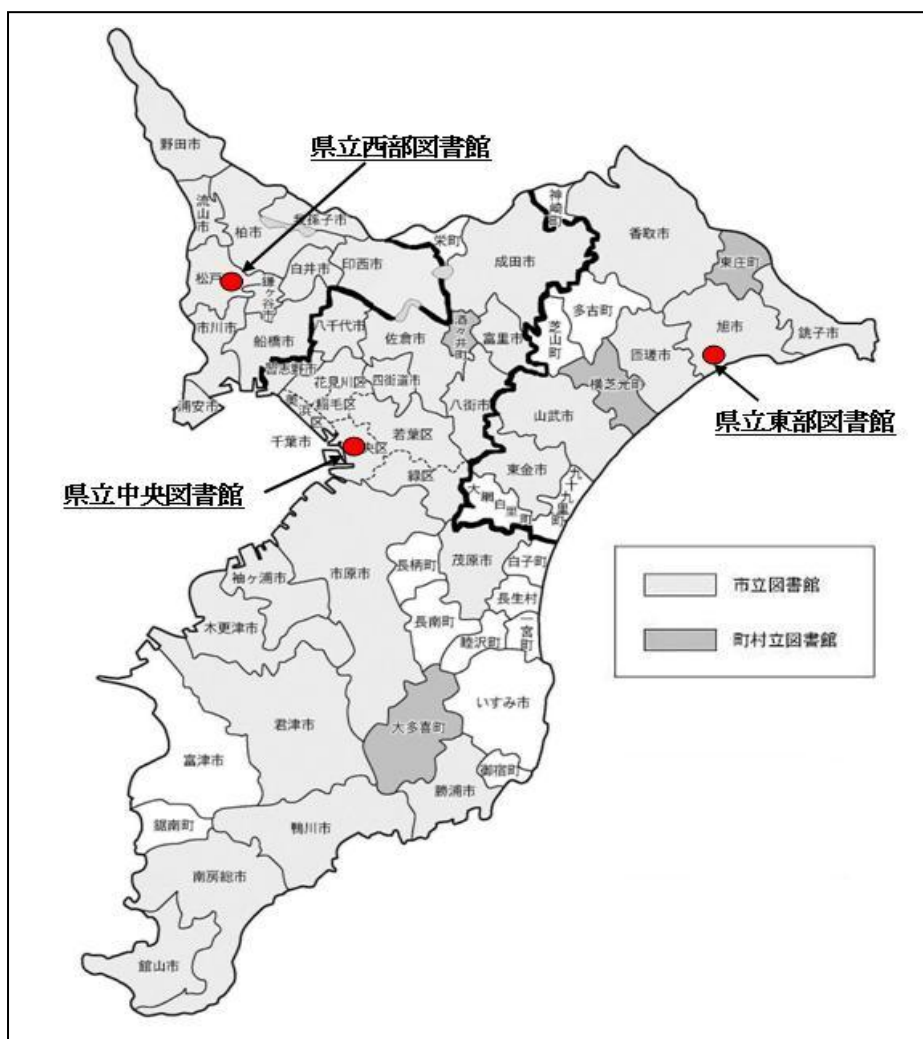 野田市
県立西部図書館
流山市
柏市
我孫子市
栄町
神崎町
香取市
成田市
東庄町
松戸
鎌ヶ谷市
白井市
印西市
市川市
船橋市
八千代市
佐倉市
酒々井町
富里市
多古町
芝山町
旭市
銚子市
匝瑳市
横芝光町
習志野市
花見川区
四街道市
八街市
浦安市
美浜区
稲毛区
山武市
県立東部図書館
千葉市
央区
若葉区
緑区
東金市
九十九里町
大網白里町
県立中央図書館
市原市
長柄町
茂原市
白子町
袖ヶ浦市
長生村
木更津市
長南町
睦沢町
一宮町
市立図書館
町村立図書館
君津市
大多喜町
いすみ市
富津市
御宿町
勝浦市
鋸南町
鴨川市
南房総市
館山市